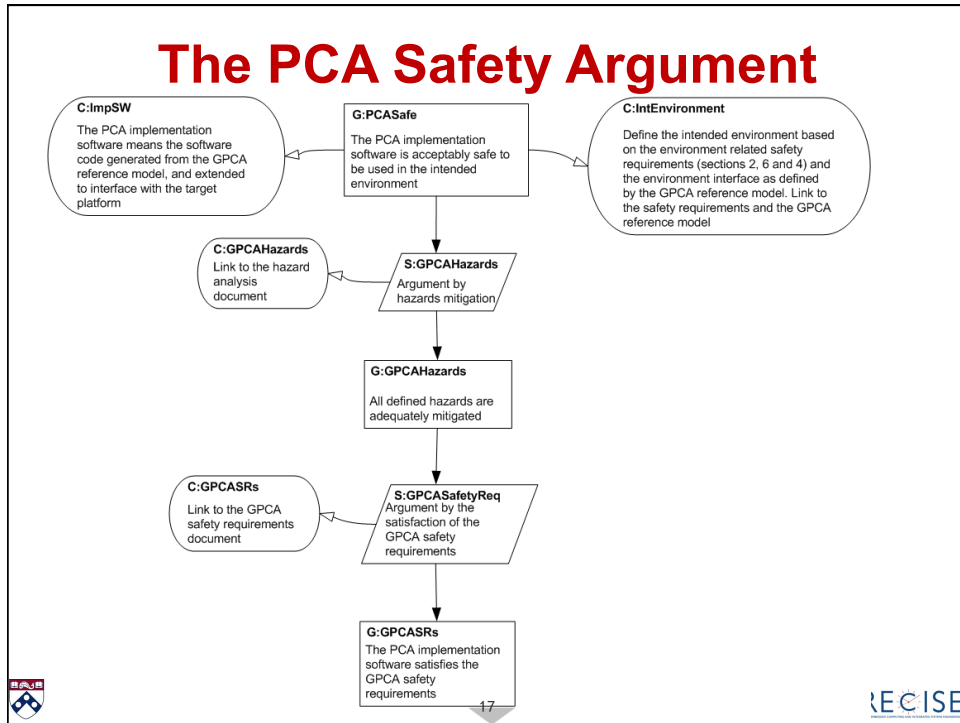 The PCA Safety Argument
C:ImpSW
The PCA implementation
software means the software
code generated from the GPCA
reference model, and extended
to interface with the target
platform
G:PCASafe
The PCA implementation
software is acceptably safe to
be used in the intended
environment
C:IntEnvironment
Define the intended environment based
on the environment related safety
requirements (sections 2, 6 and 4) and
the environment interface as defined
by the GPCA reference model. Link to
the safety requirements and the GPCA
reference model
C:GPCAHazards
Link to the hazard
analysis
document
S:GPCAHazards
Argument by
hazards mitigation
G:GPCAHazards
All defined hazards are
adequately mitigated
C:GPCASRs
Link to the GPCA
safety requirements
document
S:GPCASafetyReq
Argument by the
satisfaction of the
GPCA safety
requirements
G:GPCASRs
The PCA implementation
software satisfies the
GPCA safety
requirements
17
RECISE